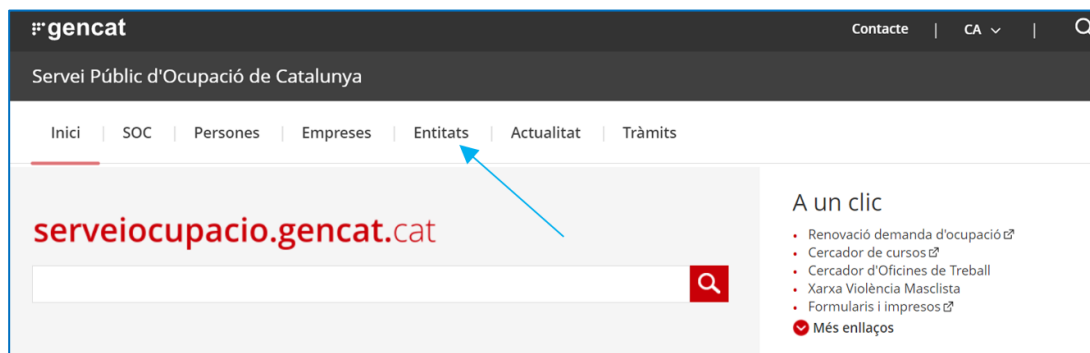 gencat
Contacte | CA |
Servei Públic d'Ocupació de Catalunya
Inici | SOC | Persones | Empreses | Entitats | Actualitat | Tràmits
serveiocupacio.gencat.cat
A un clic
Renovació demanda d'ocupació
Cercador de cursos
Cercador d'Oficines de Treball
Xarxa Violència Masclista
Formularis i impresos
Més enllaços